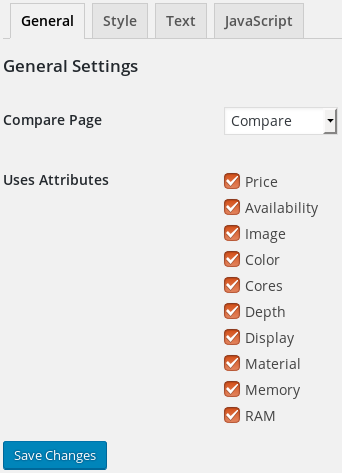 General Style Text JavaScript
General Settings
Compare Page Compare
Uses Attributes Price
Availability
Image
Color
Cores
Depth
Display
Material
Memory
RAM
Save Changes